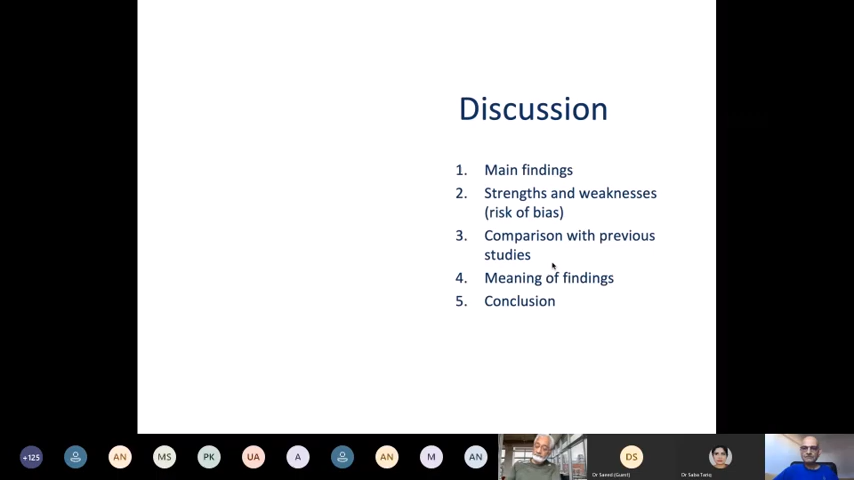 Discussion
1. Main findings
2. Strengths and weaknesses
(risk of bias)
3. Comparison with previous
studies
4. Meaning of findings
5. Conclusion
+125
AN
MS
PK
UA
A
AN
M
AN
DS
Dr Saeed (Guest)
Dr Saba Tariq